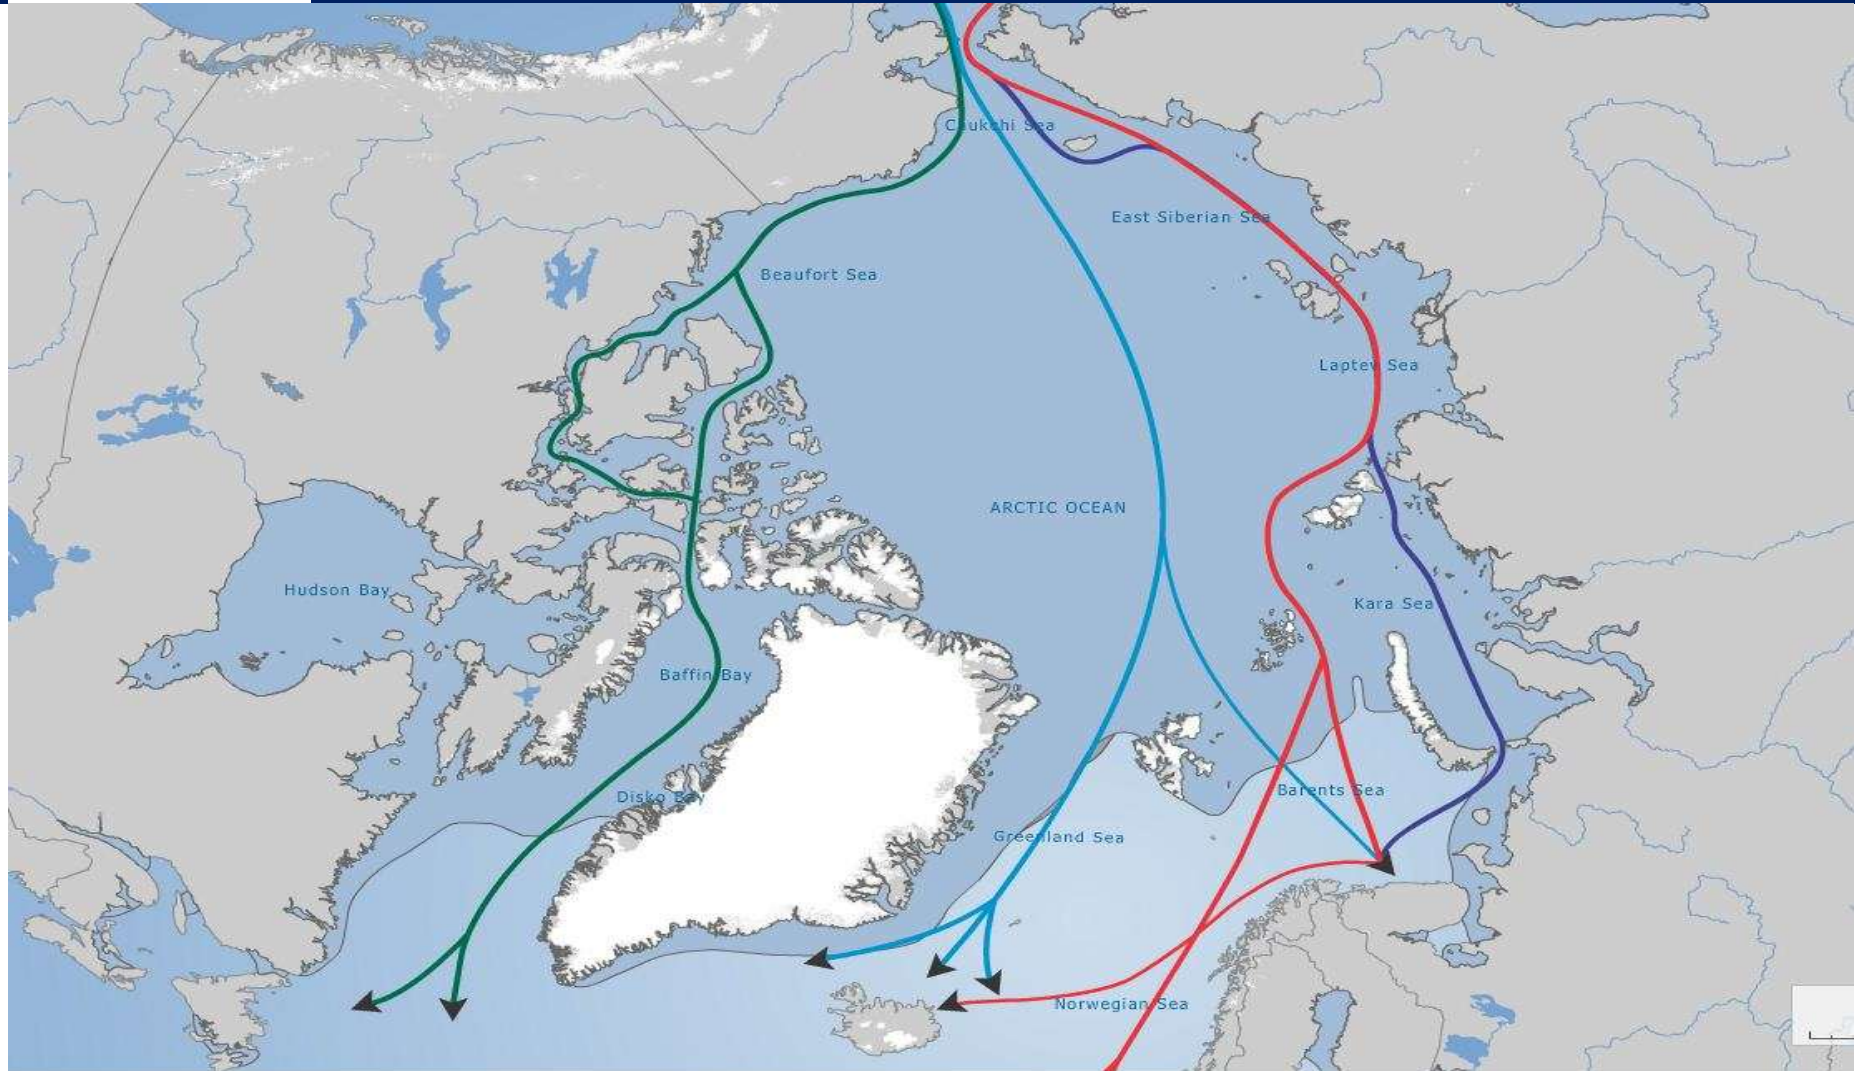 Chukchi Sea
East Siberian Sea
Beaufort Sea
Laptev Sea
ARCTIC OCEAN
Hudson Bay
Kara Sea
Baffin Bay
Barents Sea
Disko Bay
Greenland Sea
Norwegian Sea